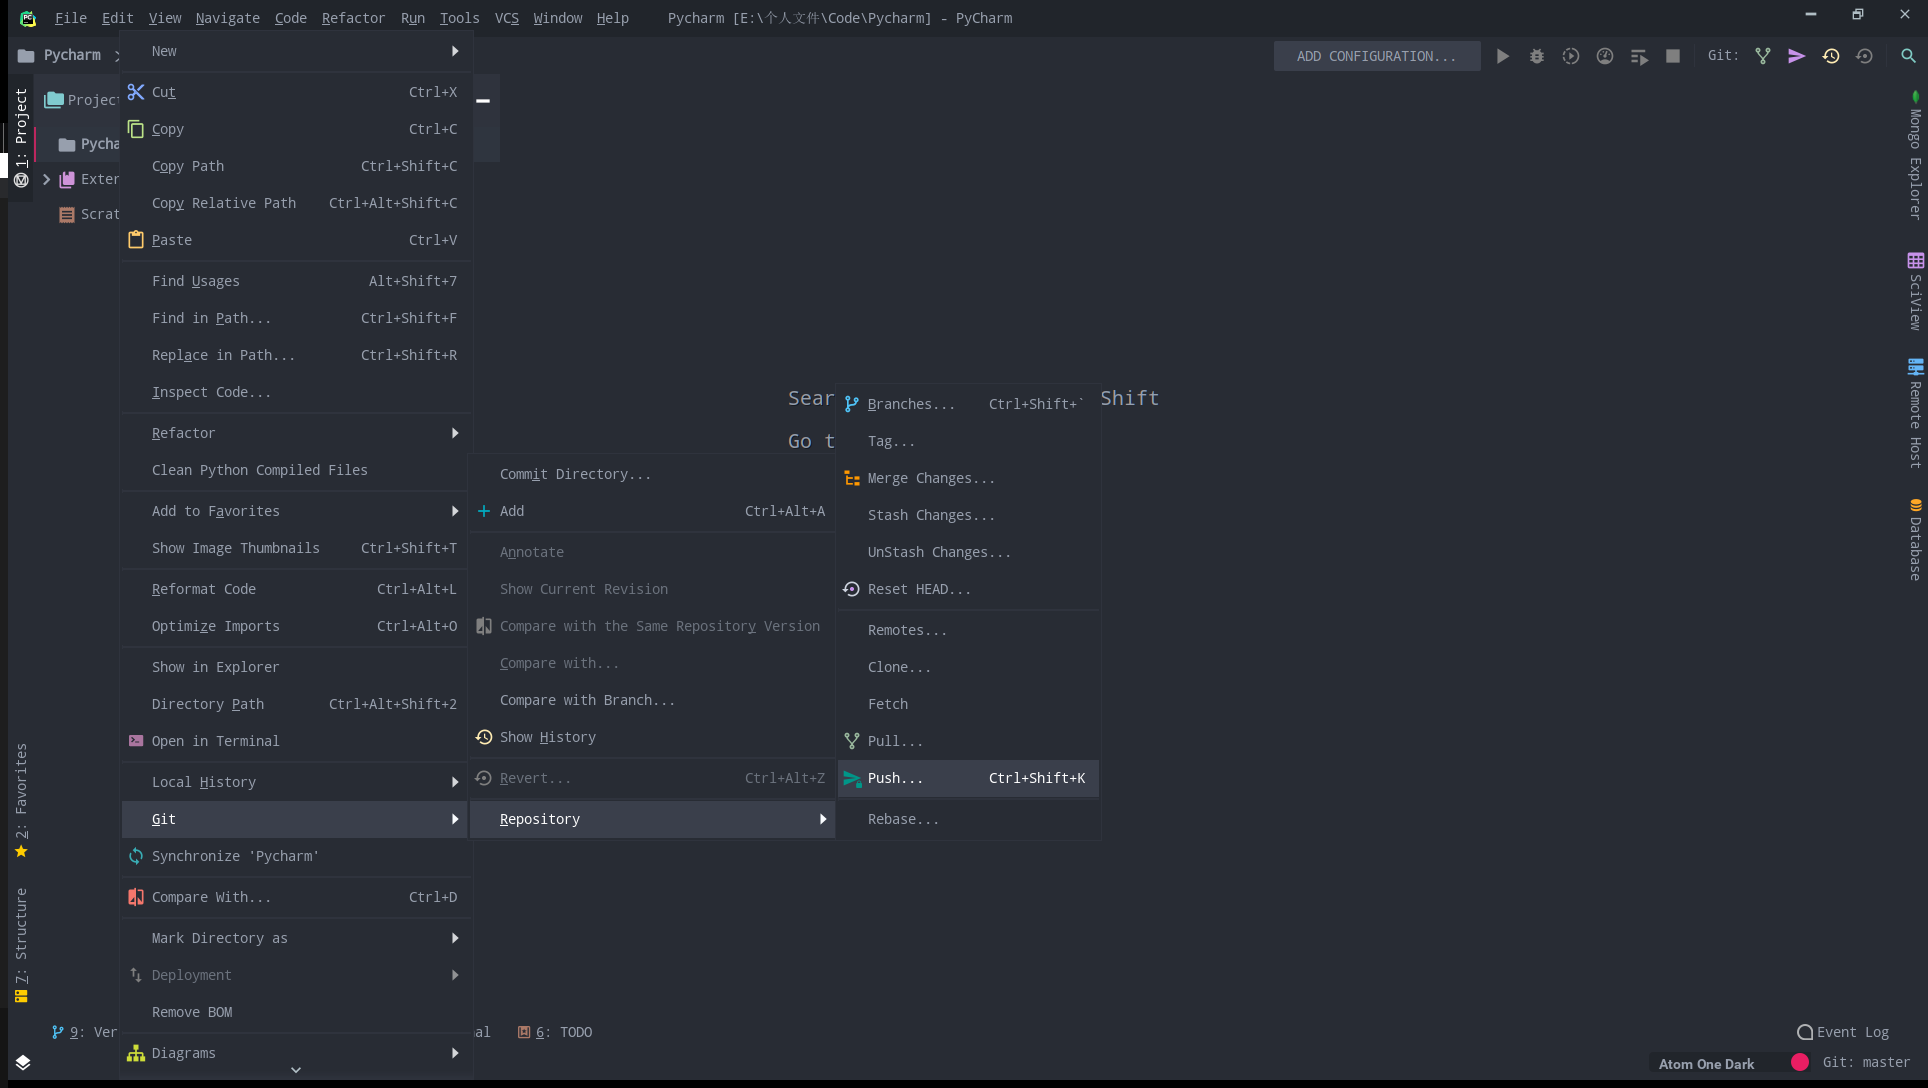 File Edit View Navigate Code Refactor Run Tools VCS Window Help Pycharm [E:\个人文件\Code\Pycharm] - PyCharm
Pycharm
ADD CONFIGURATION...
Git:
1: Project
2: Favorites
7: Structure
Projec
Pycha
Exter
Scrat
New
Cut Ctrl+X
Copy Ctrl+C
Copy Path Ctrl+Shift+C
Copy Relative Path Ctrl+Alt+Shift+C
Paste Ctrl+V
Find Usages Alt+Shift+7
Find in Path... Ctrl+Shift+F
Replace in Path... Ctrl+Shift+R
Inspect Code...
Refactor
Clean Python Compiled Files
Add to Favorites
Show Image Thumbnails Ctrl+Shift+T
Reformat Code Ctrl+Alt+L
Optimize Imports Ctrl+Alt+O
Show in Explorer
Directory Path Ctrl+Alt+Shift+2
Open in Terminal
Local History
Git
Synchronize 'Pycharm'
Compare With... Ctrl+D
Mark Directory as
Deployment
Remove BOM
Diagrams
Commit Directory...
Add Ctrl+Alt+A
Annotate
Show Current Revision
Compare with the Same Repository Version
Compare with...
Compare with Branch...
Show History
Revert... Ctrl+Alt+Z
Repository
Sear
Shift
Go t
Branches... Ctrl+Shift+`
Tag...
Merge Changes...
Stash Changes...
UnStash Changes...
Reset HEAD...
Remotes...
Clone...
Fetch
Pull...
Push... Ctrl+Shift+K
Rebase...
Mongo Explorer
SciView
Remote Host
Database
9: Ver
al
6: TODO
Event Log
Atom One Dark
Git: master